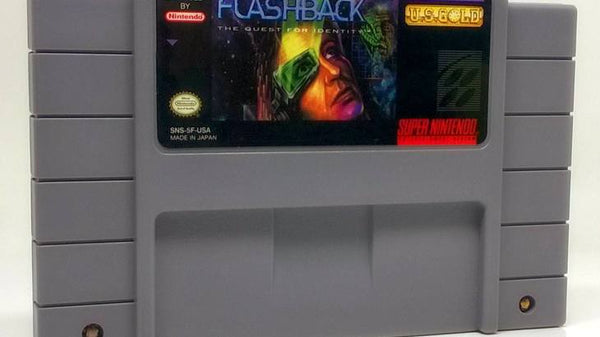 BY
Nintendo
FLASHBACK
THE QUEST FOR IDENTITY
U.S. GOLD
SNS-5F-USA
MADE IN JAPAN
SUPER NINTENDO